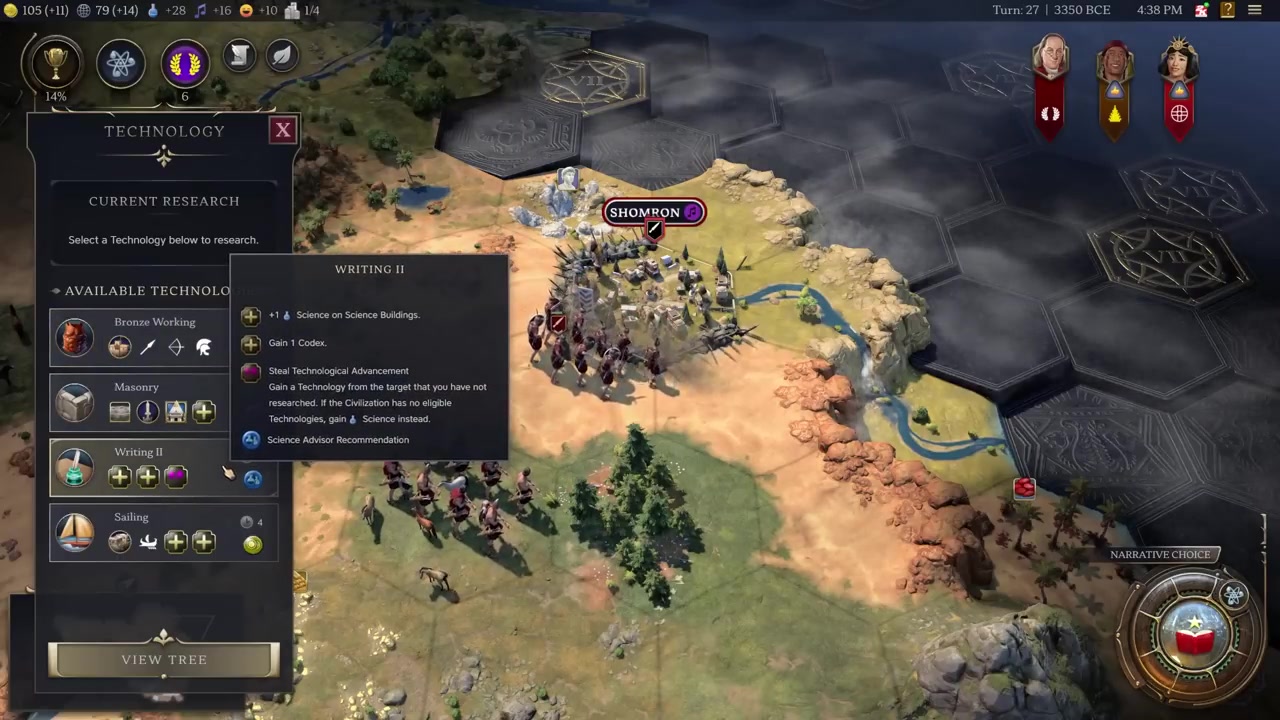 105 (+11) 79 (+14) +28 +16 +10 1/4
Turn: 27 | 3350 BCE 4:38 PM
14% 6
TECHNOLOGY X
CURRENT RESEARCH
Select a Technology below to research.
AVAILABLE TECHNOLO
Bronze Working
Masonry
Writing II
Sailing
4
VIEW TREE
WRITING II
+1 Science on Science Buildings.
Gain 1 Codex.
Steal Technological Advancement
Gain a Technology from the target that you have not
researched. If the Civilization has no eligible
Technologies, gain Science instead.
Science Advisor Recommendation
SHOMRON
VII
VII
VII
VII
NARRATIVE CHOICE